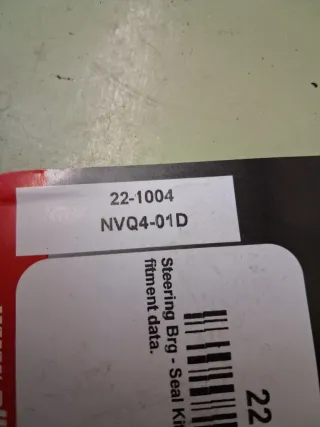 22-1004
NVQ4-01D
Steering Brg - Seal Kit
fitment data.
22